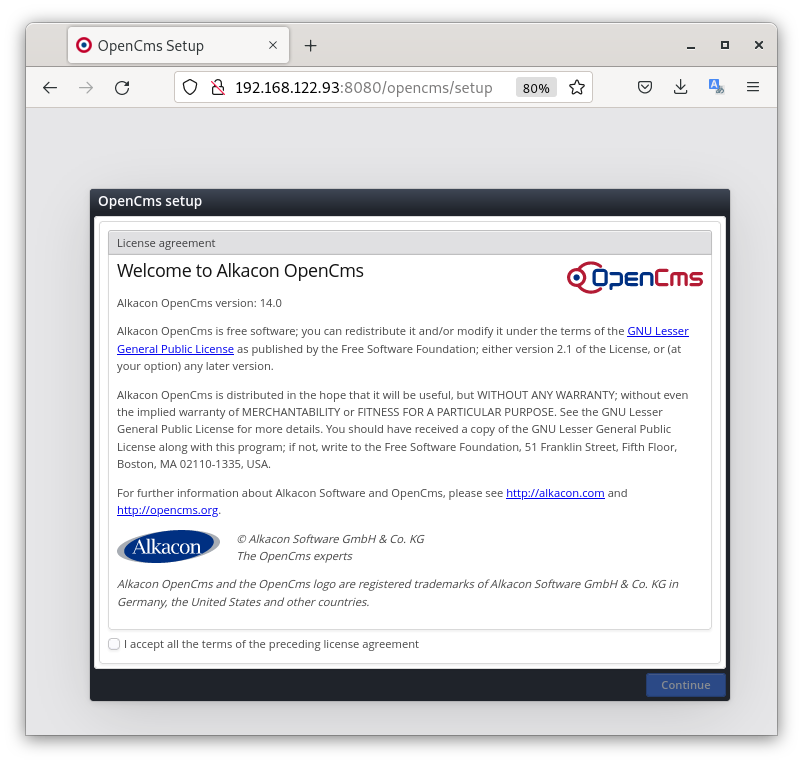 OpenCms Setup
192.168.122.93:8080/opencms/setup
80%
OpenCms setup
License agreement
Welcome to Alkacon OpenCms
OpenCms
Alkacon OpenCms version: 14.0
Alkacon OpenCms is free software; you can redistribute it and/or modify it under the terms of the GNU Lesser
General Public License as published by the Free Software Foundation; either version 2.1 of the License, or (at
your option) any later version.
Alkacon OpenCms is distributed in the hope that it will be useful, but WITHOUT ANY WARRANTY; without even
the implied warranty of MERCHANTABILITY or FITNESS FOR A PARTICULAR PURPOSE. See the GNU Lesser
General Public License for more details. You should have received a copy of the GNU Lesser General Public
License along with this program; if not, write to the Free Software Foundation, 51 Franklin Street, Fifth Floor,
Boston, MA 02110-1335, USA.
For further information about Alkacon Software and OpenCms, please see http://alkacon.com and
http://opencms.org.
Alkacon
© Alkacon Software GmbH & Co. KG
The OpenCms experts
Alkacon OpenCms and the OpenCms logo are registered trademarks of Alkacon Software GmbH & Co. KG in
Germany, the United States and other countries.
I accept all the terms of the preceding license agreement
Continue